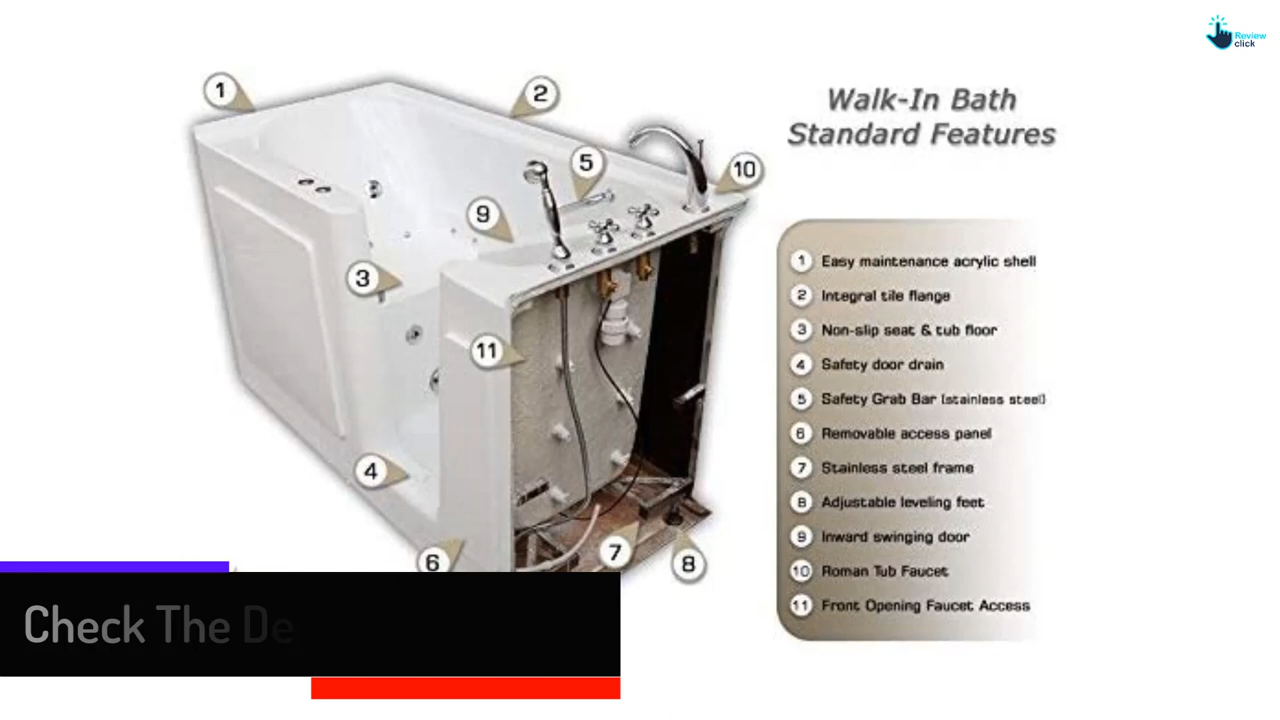 Review
click
Walk-In Bath
Standard Features
1
2
5
10
9
3
11
4
6
7
8
1 Easy maintenance acrylic shell
2 Integral tile flange
3 Non-slip seat & tub floor
4 Safety door drain
5 Safety Grab Bar (stainless steel)
6 Removable access panel
7 Stainless steel frame
8 Adjustable leveling feet
9 Inward swinging door
10 Roman Tub Faucet
11 Front Opening Faucet Access
Check The De